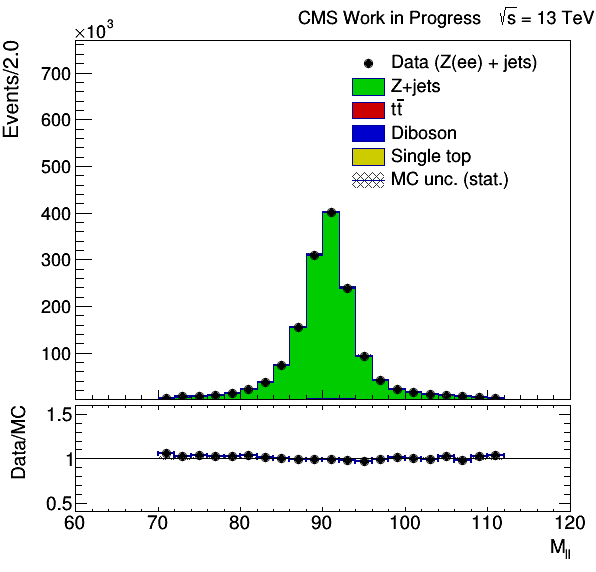 CMS Work in Progress √s = 13 TeV
×10³
Events/2.0
700
600
500
400
300
200
100
Data (Z(ee) + jets)
Z+jets
tt̄
Diboson
Single top
MC unc. (stat.)
Data/MC
1.5
1
0.5
60 70 80 90 100 110 120
M_ll